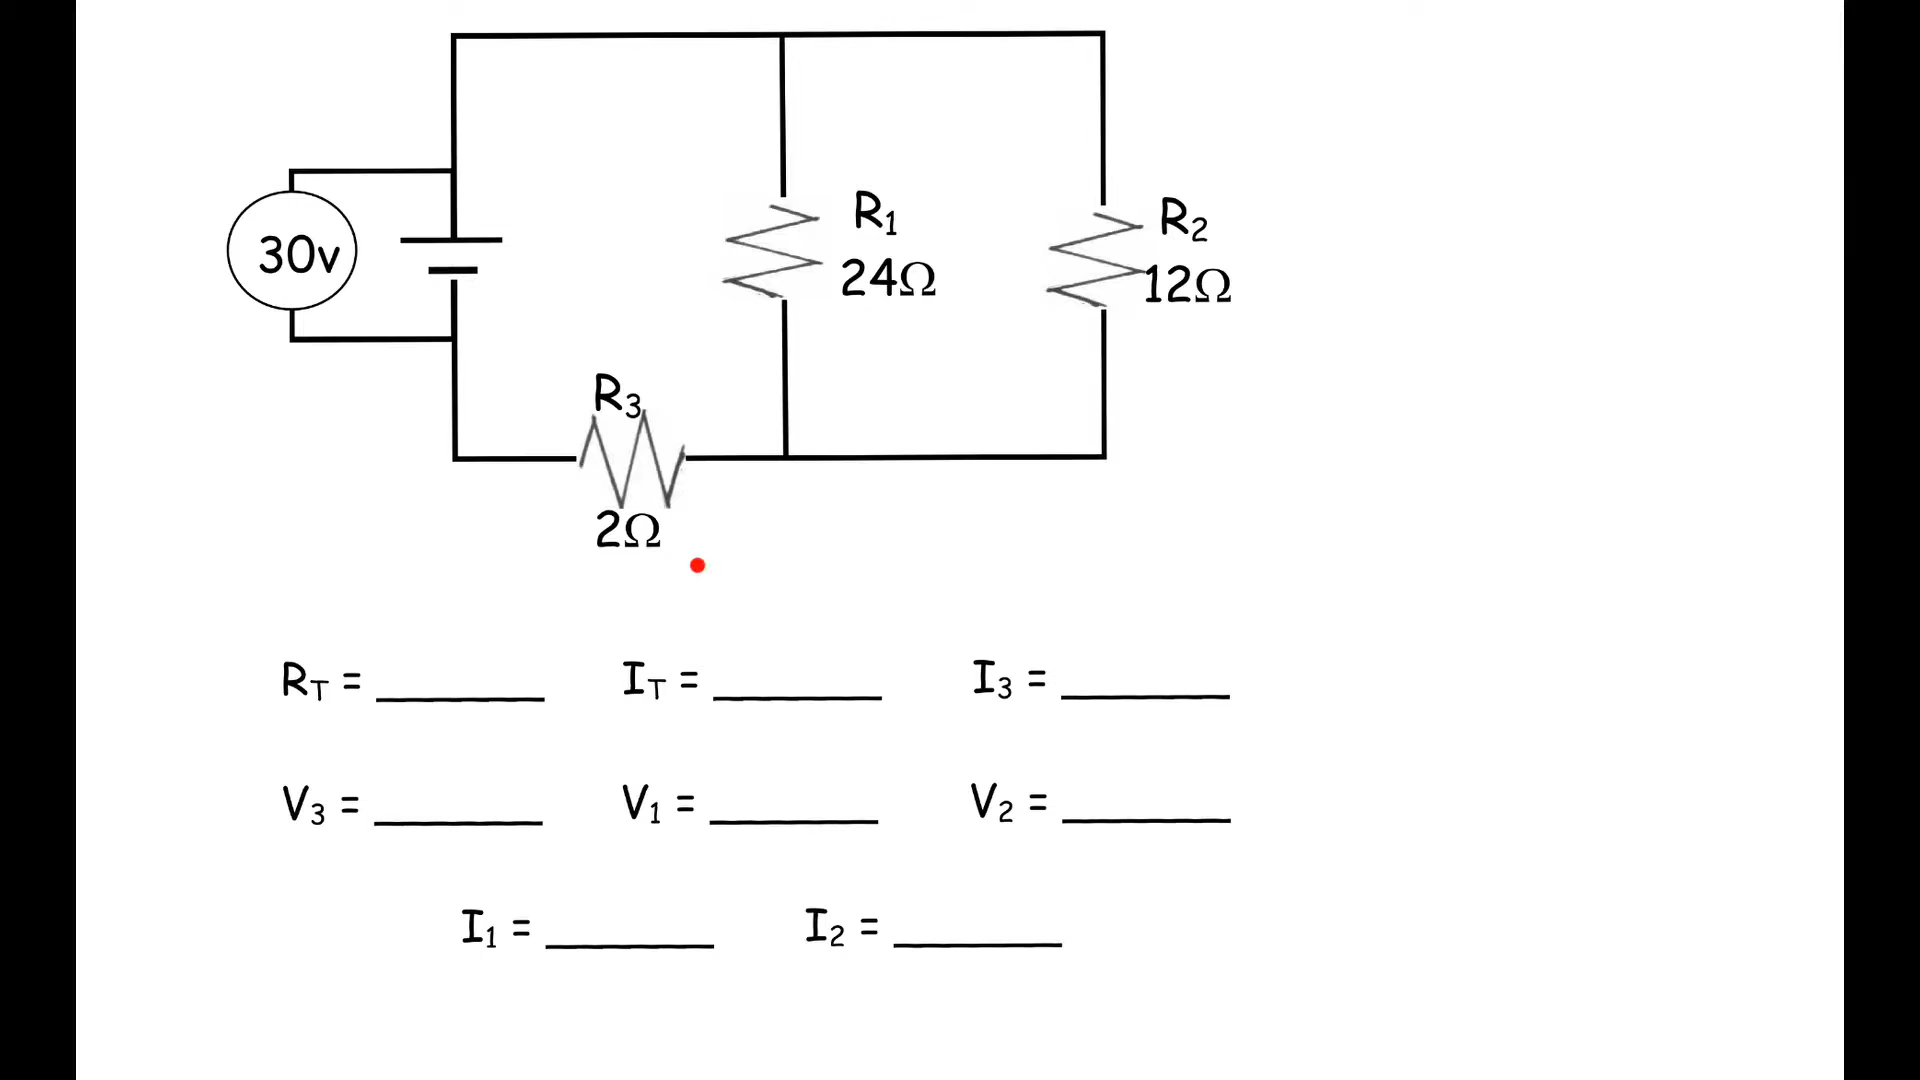 30v
R₁
24Ω
R₂
12Ω
R₃
2Ω
R_T = ________ I_T = ________ I₃ = ________
V₃ = ________ V₁ = ________ V₂ = ________
I₁ = ________ I₂ = ________